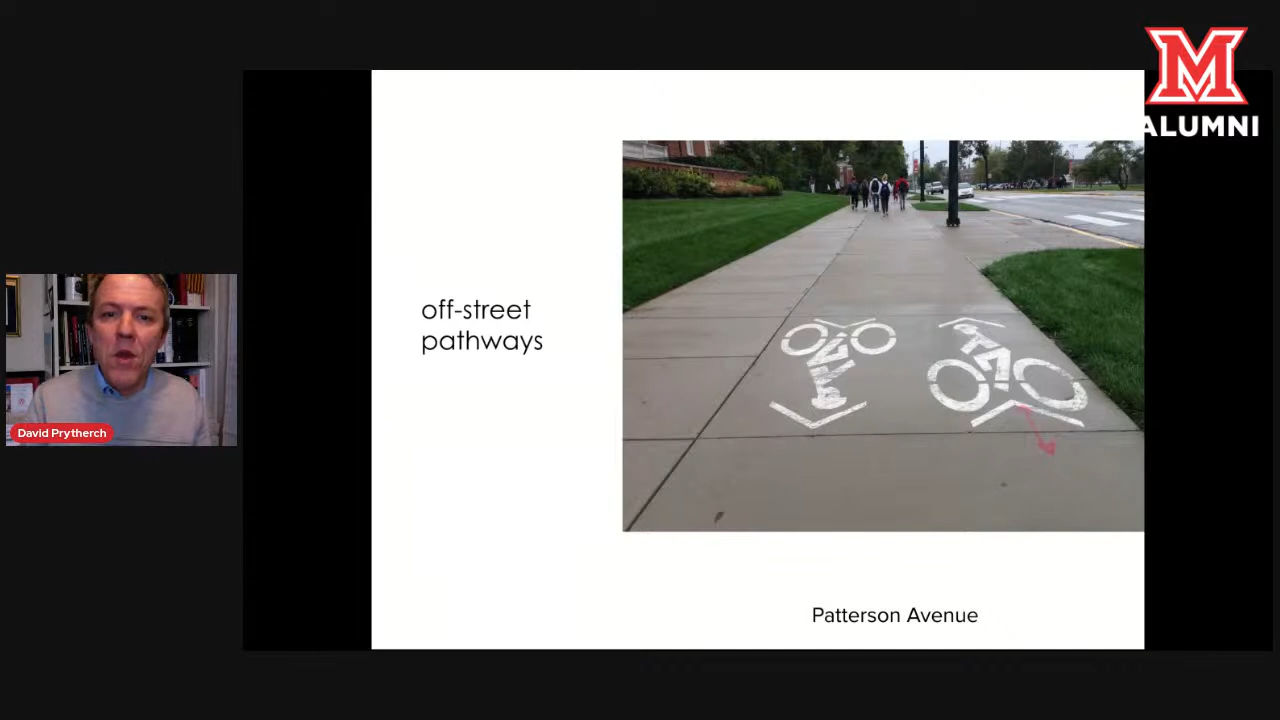 M
ALUMNI
off-street
pathways
David Prytherch
Patterson Avenue